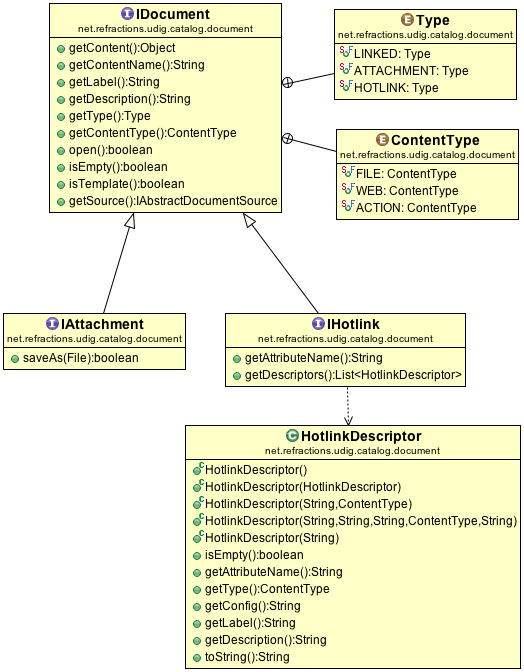 IDocument
net.refractions.udig.catalog.document
getContent():Object
getContentName():String
getLabel():String
getDescription():String
getType():Type
getContentType():ContentType
open():boolean
isEmpty():boolean
isTemplate():boolean
getSource():IAbstractDocumentSource
Type
net.refractions.udig.catalog.document
LINKED: Type
ATTACHMENT: Type
HOTLINK: Type
ContentType
net.refractions.udig.catalog.document
FILE: ContentType
WEB: ContentType
ACTION: ContentType
IAttachment
net.refractions.udig.catalog.document
saveAs(File):boolean
IHotlink
net.refractions.udig.catalog.document
getAttributeName():String
getDescriptors():List<HotlinkDescriptor>
HotlinkDescriptor
net.refractions.udig.catalog.document
HotlinkDescriptor()
HotlinkDescriptor(HotlinkDescriptor)
HotlinkDescriptor(String,ContentType)
HotlinkDescriptor(String,String,String,ContentType,String)
HotlinkDescriptor(String)
isEmpty():boolean
getAttributeName():String
getType():ContentType
getConfig():String
getLabel():String
getDescription():String
toString():String